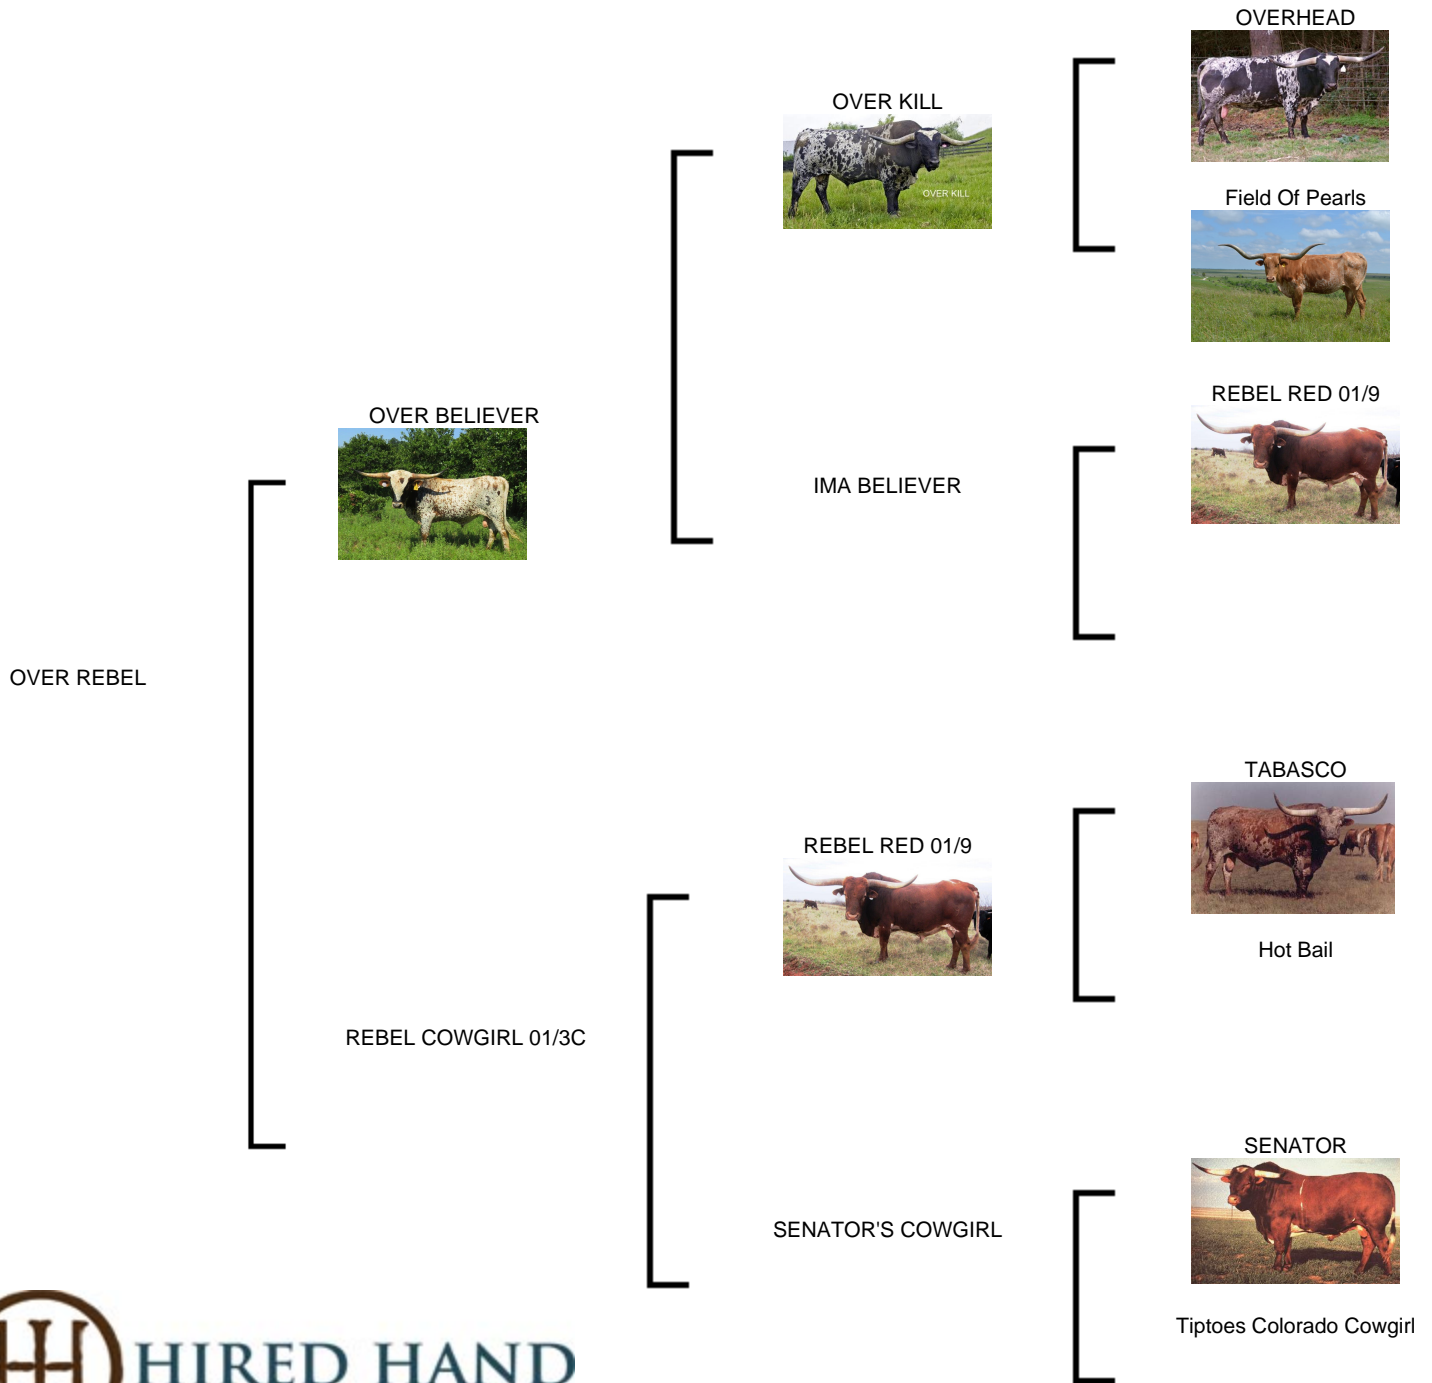 OVERHEAD
OVER KILL
OVER KILL
Field Of Pearls
REBEL RED 01/9
OVER BELIEVER
IMA BELIEVER
OVER REBEL
TABASCO
REBEL RED 01/9
Hot Bail
REBEL COWGIRL 01/3C
SENATOR
SENATOR'S COWGIRL
Tiptoes Colorado Cowgirl
HIRED HAND